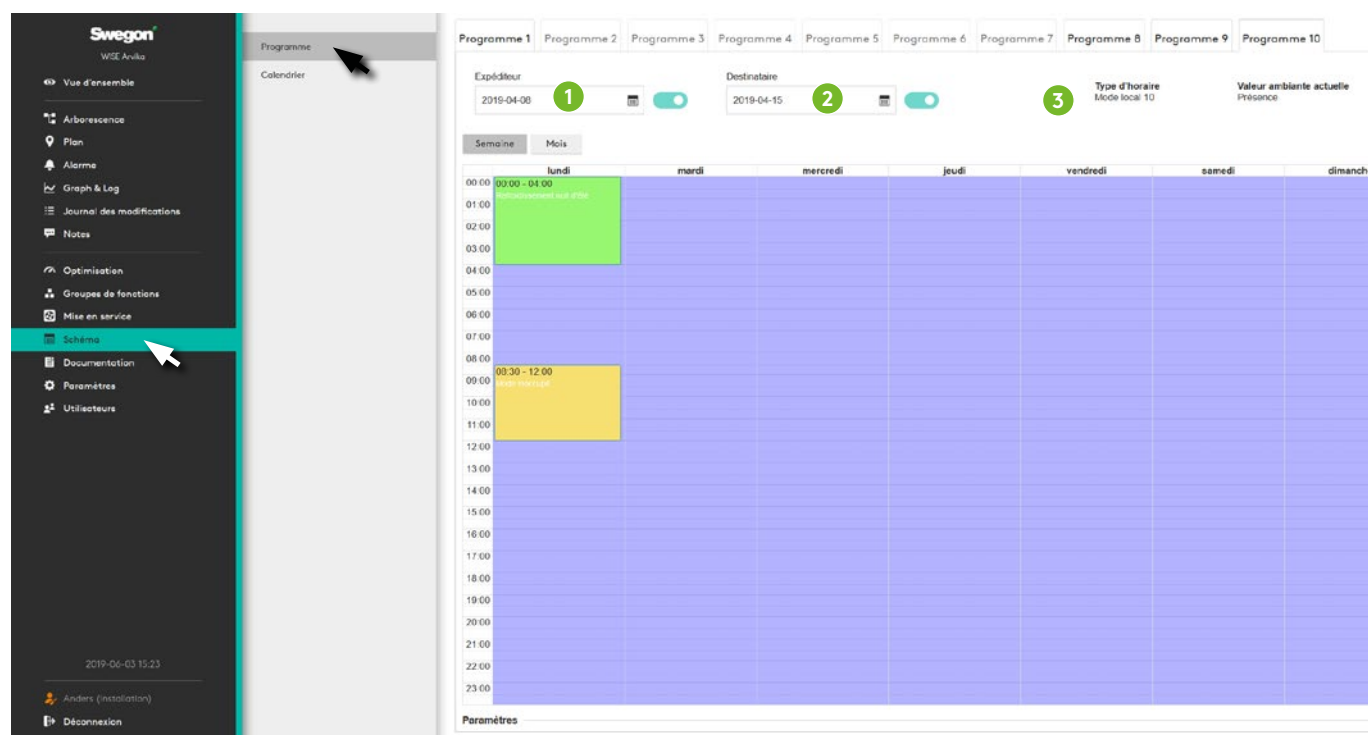 Swegon
WISE Arvika
Vue d'ensemble
Arborescence
Plan
Alarme
Graph & Log
Journal des modifications
Notes
Optimisation
Groupes de fonctions
Mise en service
Schéma
Documentation
Paramètres
Utilisateurs
2019-06-03 15:23
Anders (installation)
Déconnexion
Programme
Calendrier
Programme 1 Programme 2 Programme 3 Programme 4 Programme 5 Programme 6 Programme 7 Programme 8 Programme 9 Programme 10
Expéditeur
2019-04-08
1
Destinataire
2019-04-15
2
3
Type d'horaire
Mode local 10
Valeur ambiante actuelle
Présence
Semaine Mois
lundi mardi mercredi jeudi vendredi samedi dimanch
00:00
00:00 - 04:00
Refroidissement nuit d'été
01:00
02:00
03:00
04:00
05:00
06:00
07:00
08:00
08:30 - 12:00
09:00
10:00
11:00
12:00
13:00
14:00
15:00
16:00
17:00
18:00
19:00
20:00
21:00
22:00
23:00
Paramètres